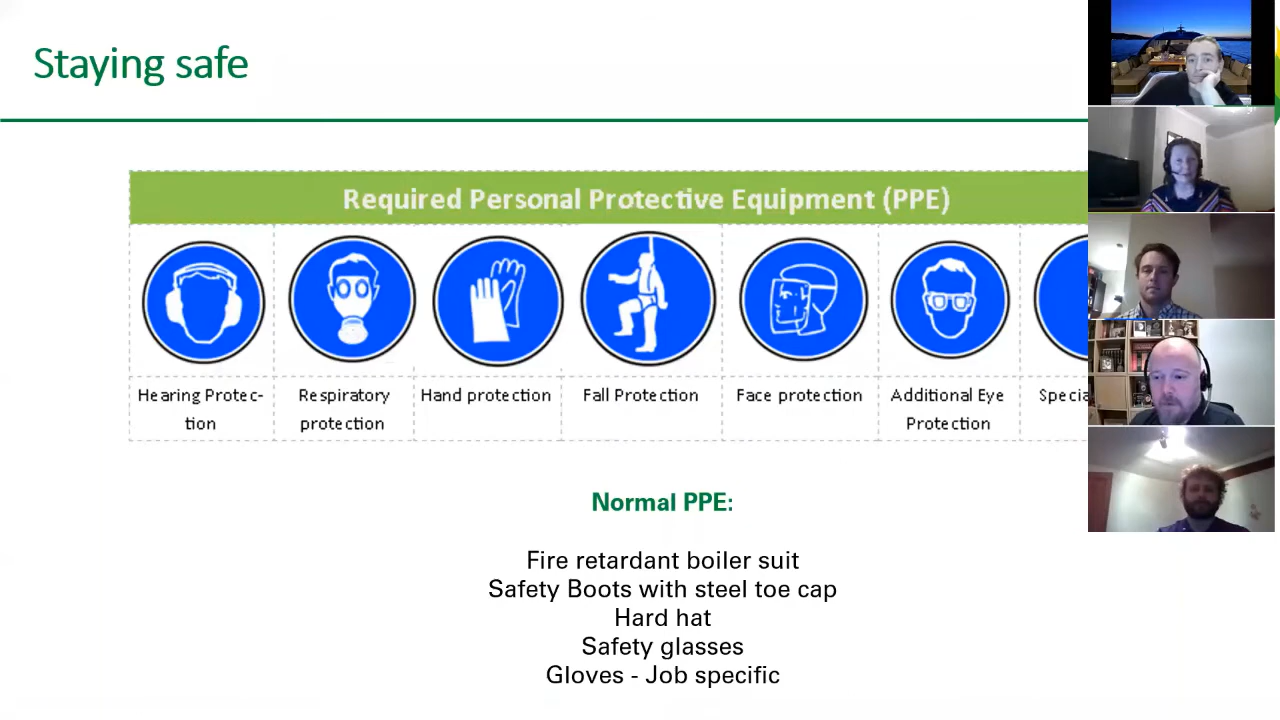 Staying safe
Required Personal Protective Equipment (PPE)
Hearing Protec-
tion
Respiratory
protection
Hand protection
Fall Protection
Face protection
Additional Eye
Protection
Normal PPE:
Fire retardant boiler suit
Safety Boots with steel toe cap
Hard hat
Safety glasses
Gloves - Job specific